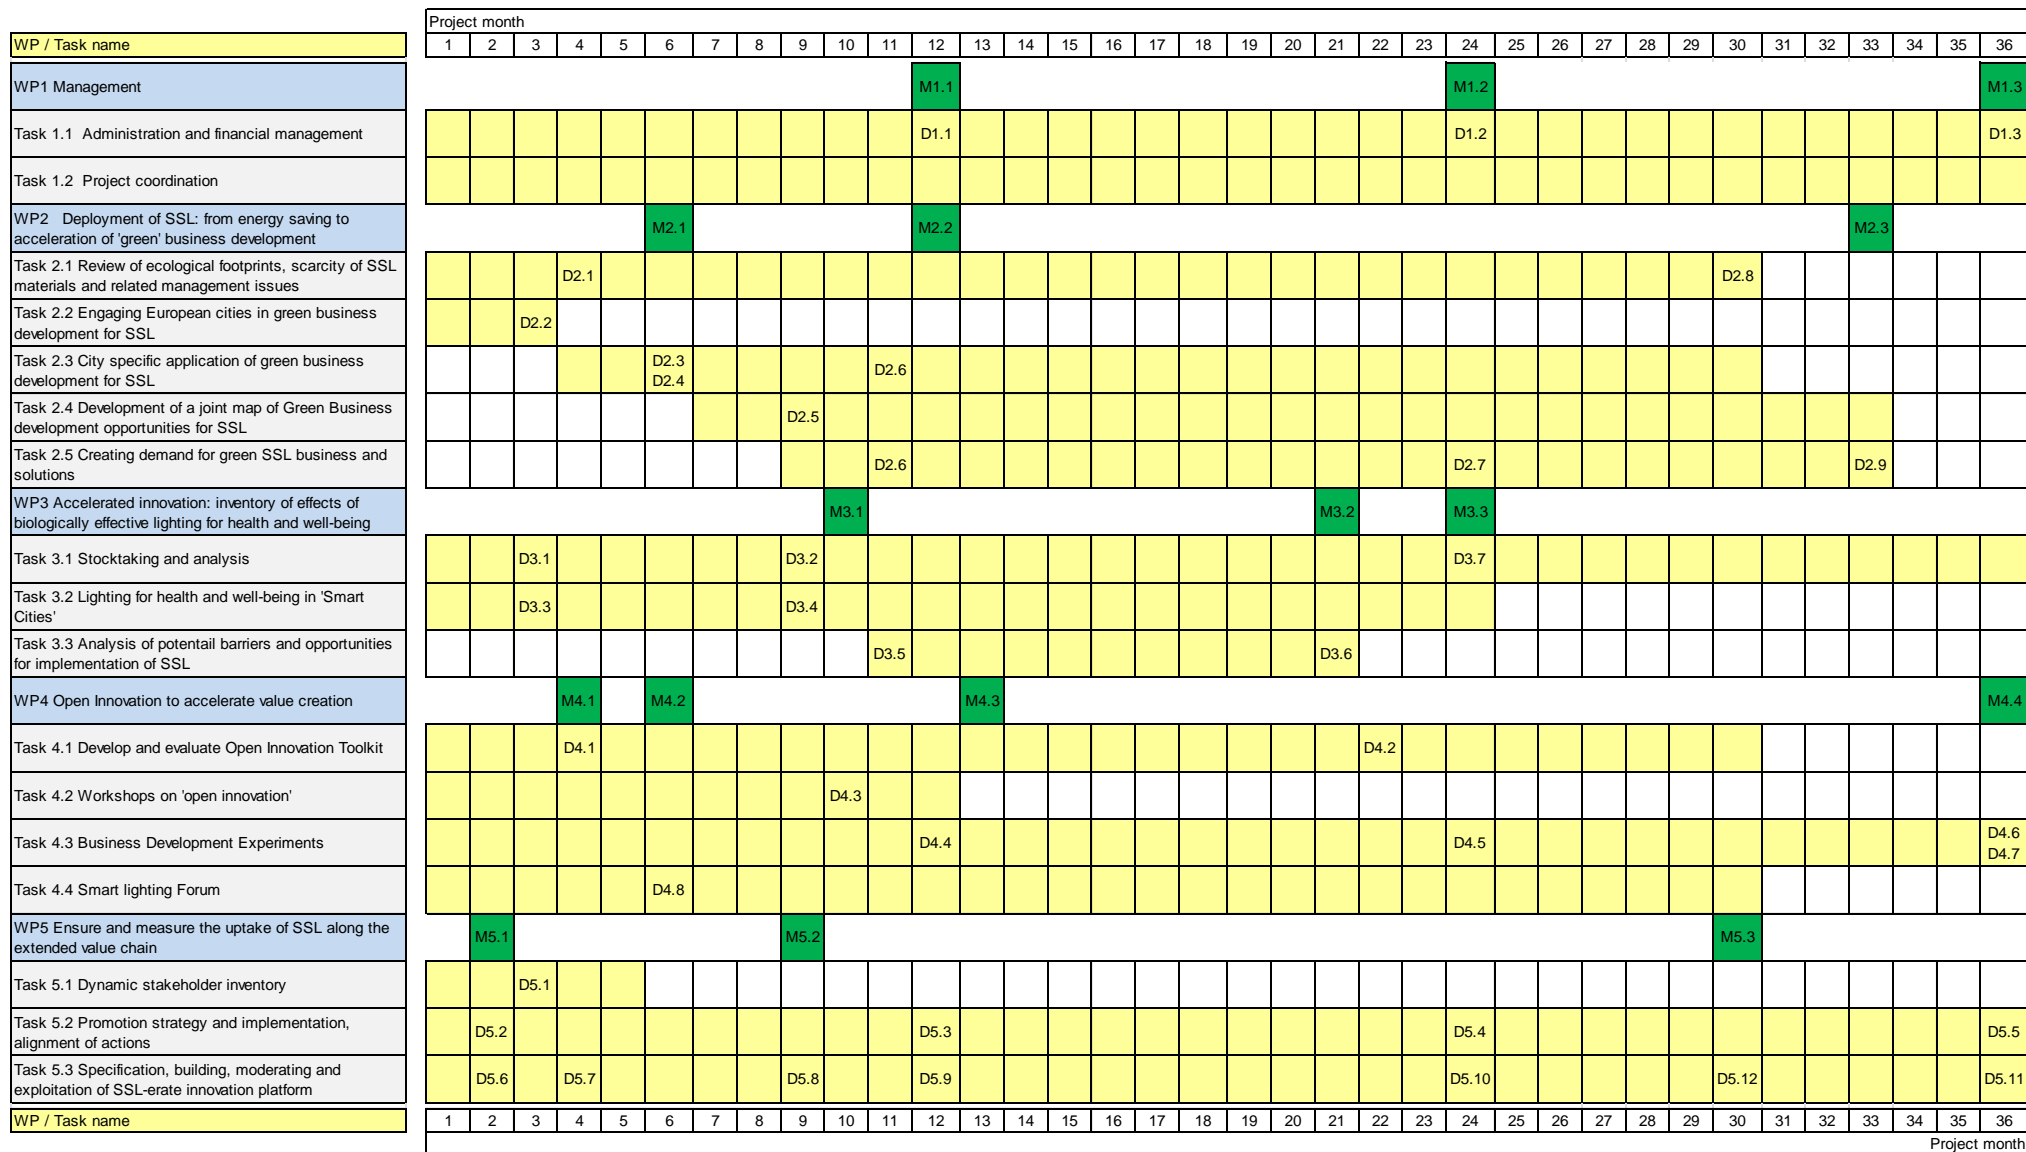 Project month
WP / Task name 1 2 3 4 5 6 7 8 9 10 11 12 13 14 15 16 17 18 19 20 21 22 23 24 25 26 27 28 29 30 31 32 33 34 35 36
WP1 Management M1.1 M1.2 M1.3
Task 1.1 Administration and financial management D1.1 D1.2 D1.3
Task 1.2 Project coordination
WP2 Deployment of SSL: from energy saving to
acceleration of 'green' business development
M2.1 M2.2 M2.3
Task 2.1 Review of ecological footprints, scarcity of SSL
materials and related management issues
D2.1 D2.8
Task 2.2 Engaging European cities in green business
development for SSL
D2.2
Task 2.3 City specific application of green business
development for SSL
D2.3
D2.4
D2.6
Task 2.4 Development of a joint map of Green Business
development opportunities for SSL
D2.5
Task 2.5 Creating demand for green SSL business and
solutions
D2.6 D2.7 D2.9
WP3 Accelerated innovation: inventory of effects of
biologically effective lighting for health and well-being
M3.1 M3.2 M3.3
Task 3.1 Stocktaking and analysis D3.1 D3.2 D3.7
Task 3.2 Lighting for health and well-being in 'Smart
Cities'
D3.3 D3.4
Task 3.3 Analysis of potentail barriers and opportunities
for implementation of SSL
D3.5 D3.6
WP4 Open Innovation to accelerate value creation M4.1 M4.2 M4.3 M4.4
Task 4.1 Develop and evaluate Open Innovation Toolkit D4.1 D4.2
Task 4.2 Workshops on 'open innovation' D4.3
Task 4.3 Business Development Experiments D4.4 D4.5
D4.6
D4.7
Task 4.4 Smart lighting Forum D4.8
WP5 Ensure and measure the uptake of SSL along the
extended value chain
M5.1 M5.2 M5.3
Task 5.1 Dynamic stakeholder inventory D5.1
Task 5.2 Promotion strategy and implementation,
alignment of actions
D5.2 D5.3 D5.4 D5.5
Task 5.3 Specification, building, moderating and
exploitation of SSL-erate innovation platform
D5.6 D5.7 D5.8 D5.9 D5.10 D5.12 D5.11
WP / Task name 1 2 3 4 5 6 7 8 9 10 11 12 13 14 15 16 17 18 19 20 21 22 23 24 25 26 27 28 29 30 31 32 33 34 35 36
Project month